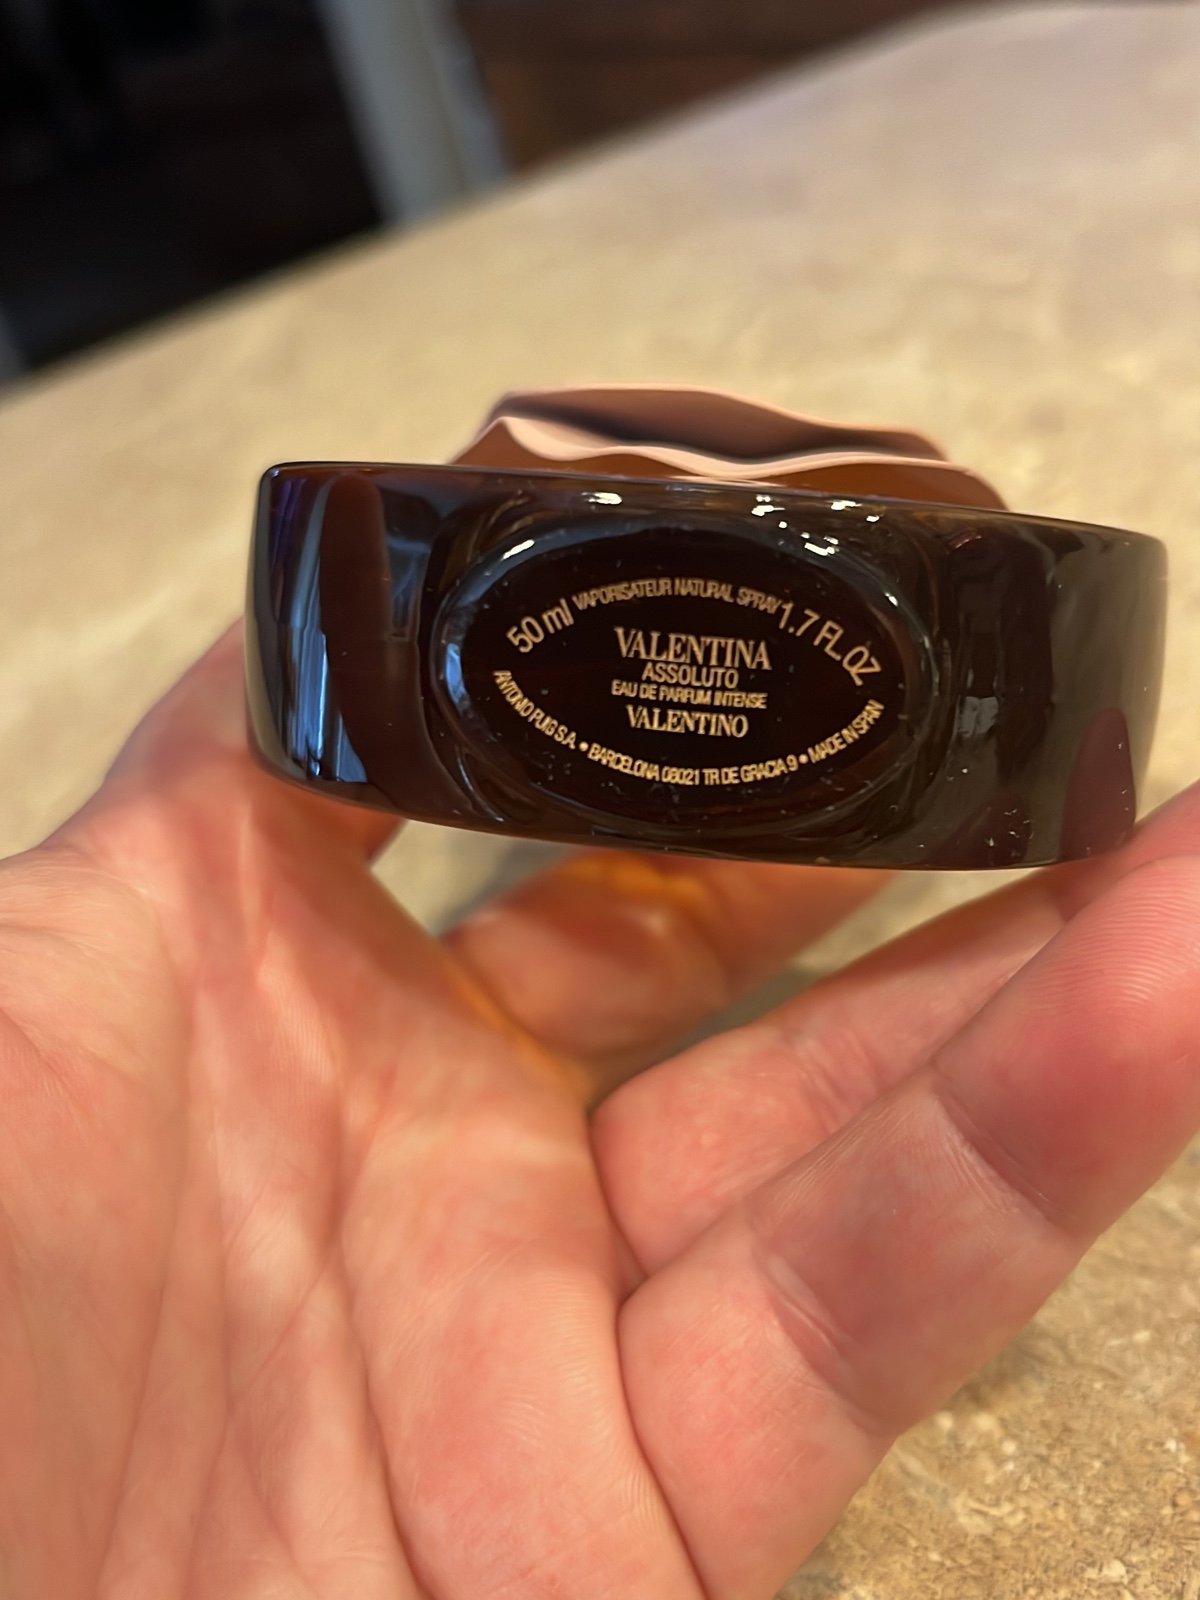 50 ml VAPORISATEUR NATURAL SPRAY 1.7 FL.OZ
VALENTINA
ASSOLUTO
EAU DE PARFUM INTENSE
VALENTINO
ANTONIO PUIG S.A. • BARCELONA 08021 TR DE GRACIA 9 • MADE IN SPAIN